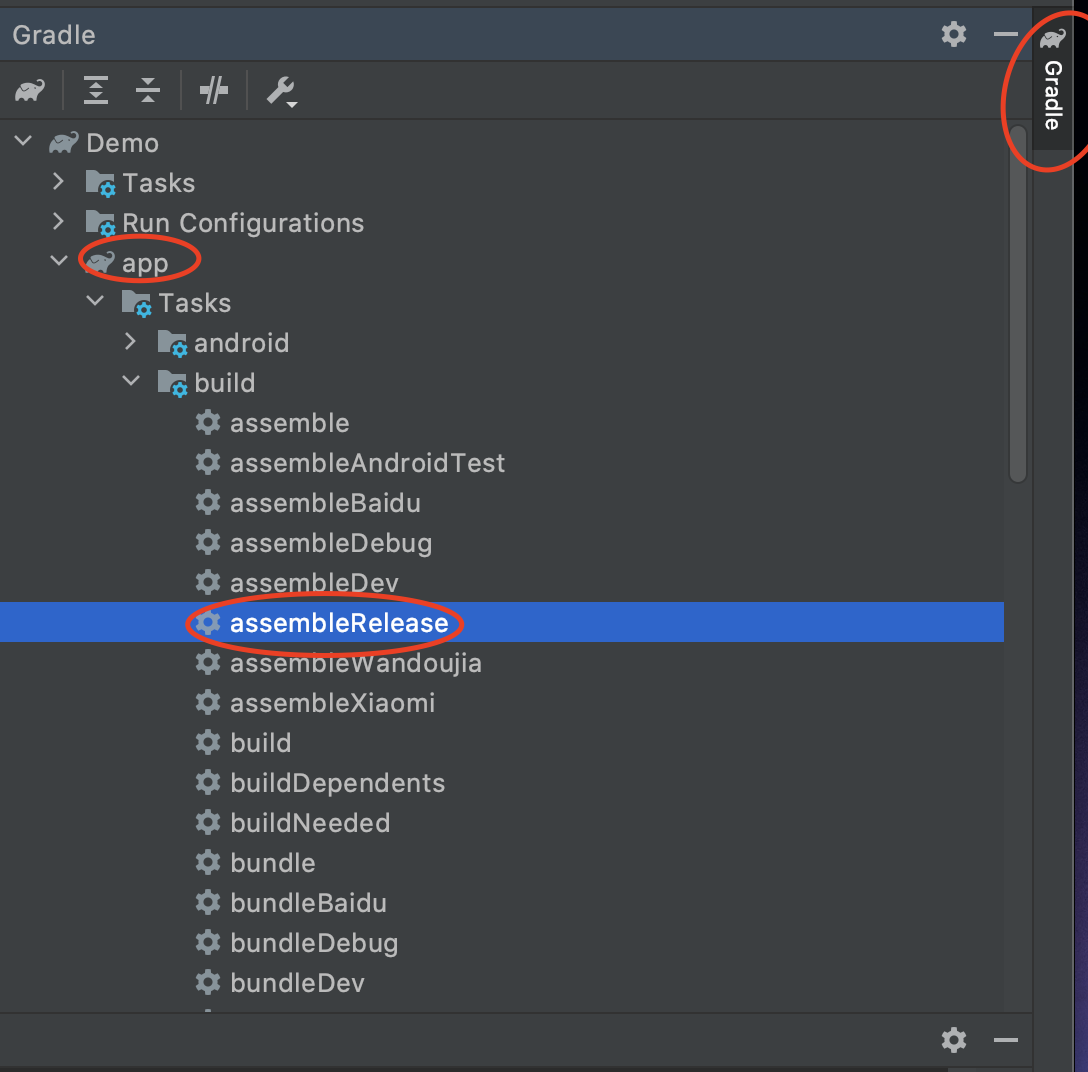 Gradle
Gradle
Demo
Tasks
Run Configurations
app
Tasks
android
build
assemble
assembleAndroidTest
assembleBaidu
assembleDebug
assembleDev
assembleRelease
assembleWandoujia
assembleXiaomi
build
buildDependents
buildNeeded
bundle
bundleBaidu
bundleDebug
bundleDev